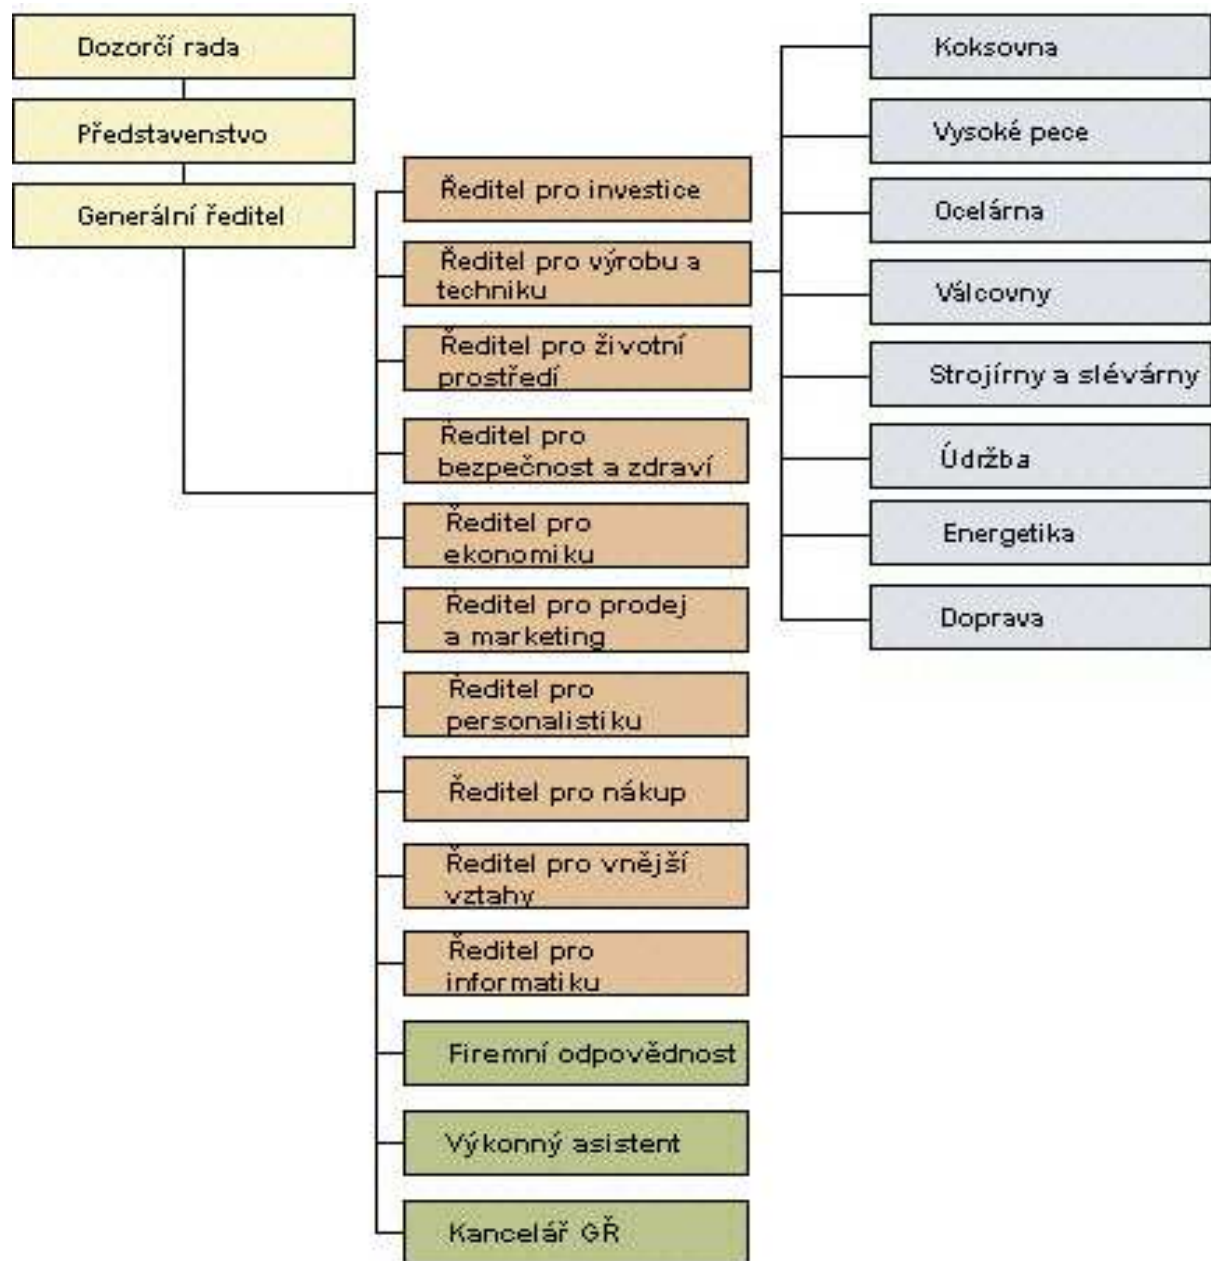 Dozorčí rada
Představenstvo
Generální ředitel
Ředitel pro investice
Ředitel pro výrobu a
techniku
Ředitel pro životní
prostředí
Ředitel pro
bezpečnost a zdraví
Ředitel pro
ekonomiku
Ředitel pro prodej
a marketing
Ředitel pro
personalistiku
Ředitel pro nákup
Ředitel pro vnější
vztahy
Ředitel pro
informatiku
Firemní odpovědnost
Výkonný asistent
Kancelář GŘ
Koksovna
Vysoké pece
Ocelárna
Válcovny
Strojírny a slévárny
Údržba
Energetika
Doprava